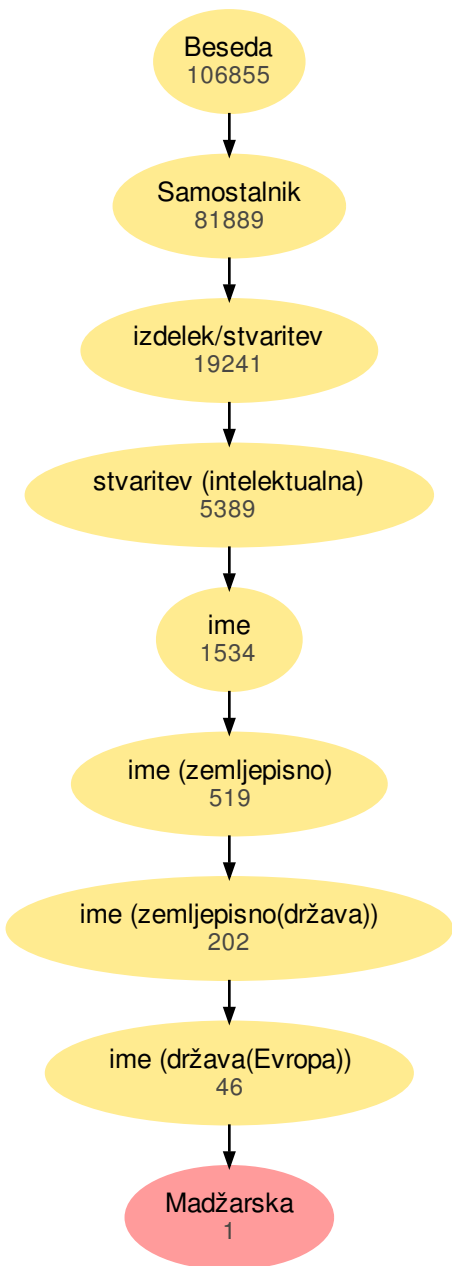 Beseda
106855
Samostalnik
81889
izdelek/stvaritev
19241
stvaritev (intelektualna)
5389
ime
1534
ime (zemljepisno)
519
ime (zemljepisno(država))
202
ime (država(Evropa))
46
Madžarska
1